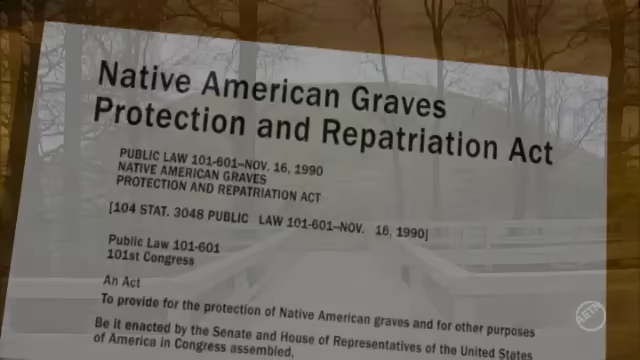 Native American Graves
Protection and Repatriation Act
PUBLIC LAW 101-601–NOV. 16, 1990
NATIVE AMERICAN GRAVES
PROTECTION AND REPATRIATION ACT
[104 STAT. 3048 PUBLIC LAW 101-601–NOV. 16, 1990]
Public Law 101-601
101st Congress
An Act
To provide for the protection of Native American graves and for other purposes
Be it enacted by the Senate and House of Representatives of the United States
of America in Congress assembled,
AETN